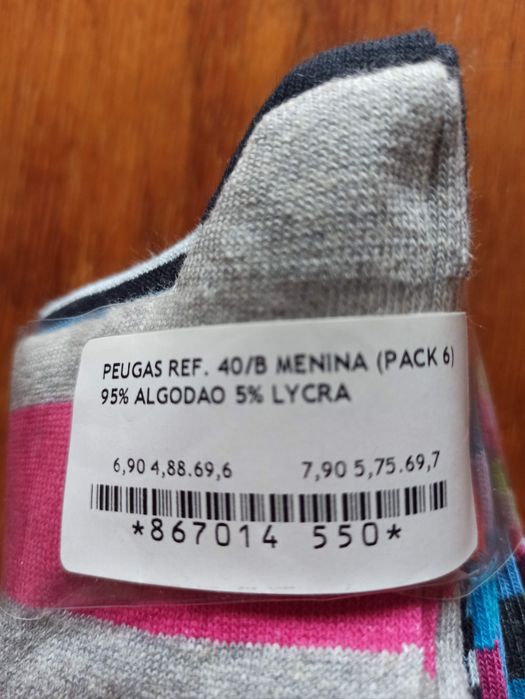 PEUGAS REF. 40/B MENINA (PACK 6)
95% ALGODAO 5% LYCRA
6,90 4,88.69,6 7,90 5,75.69,7
*867014 550*